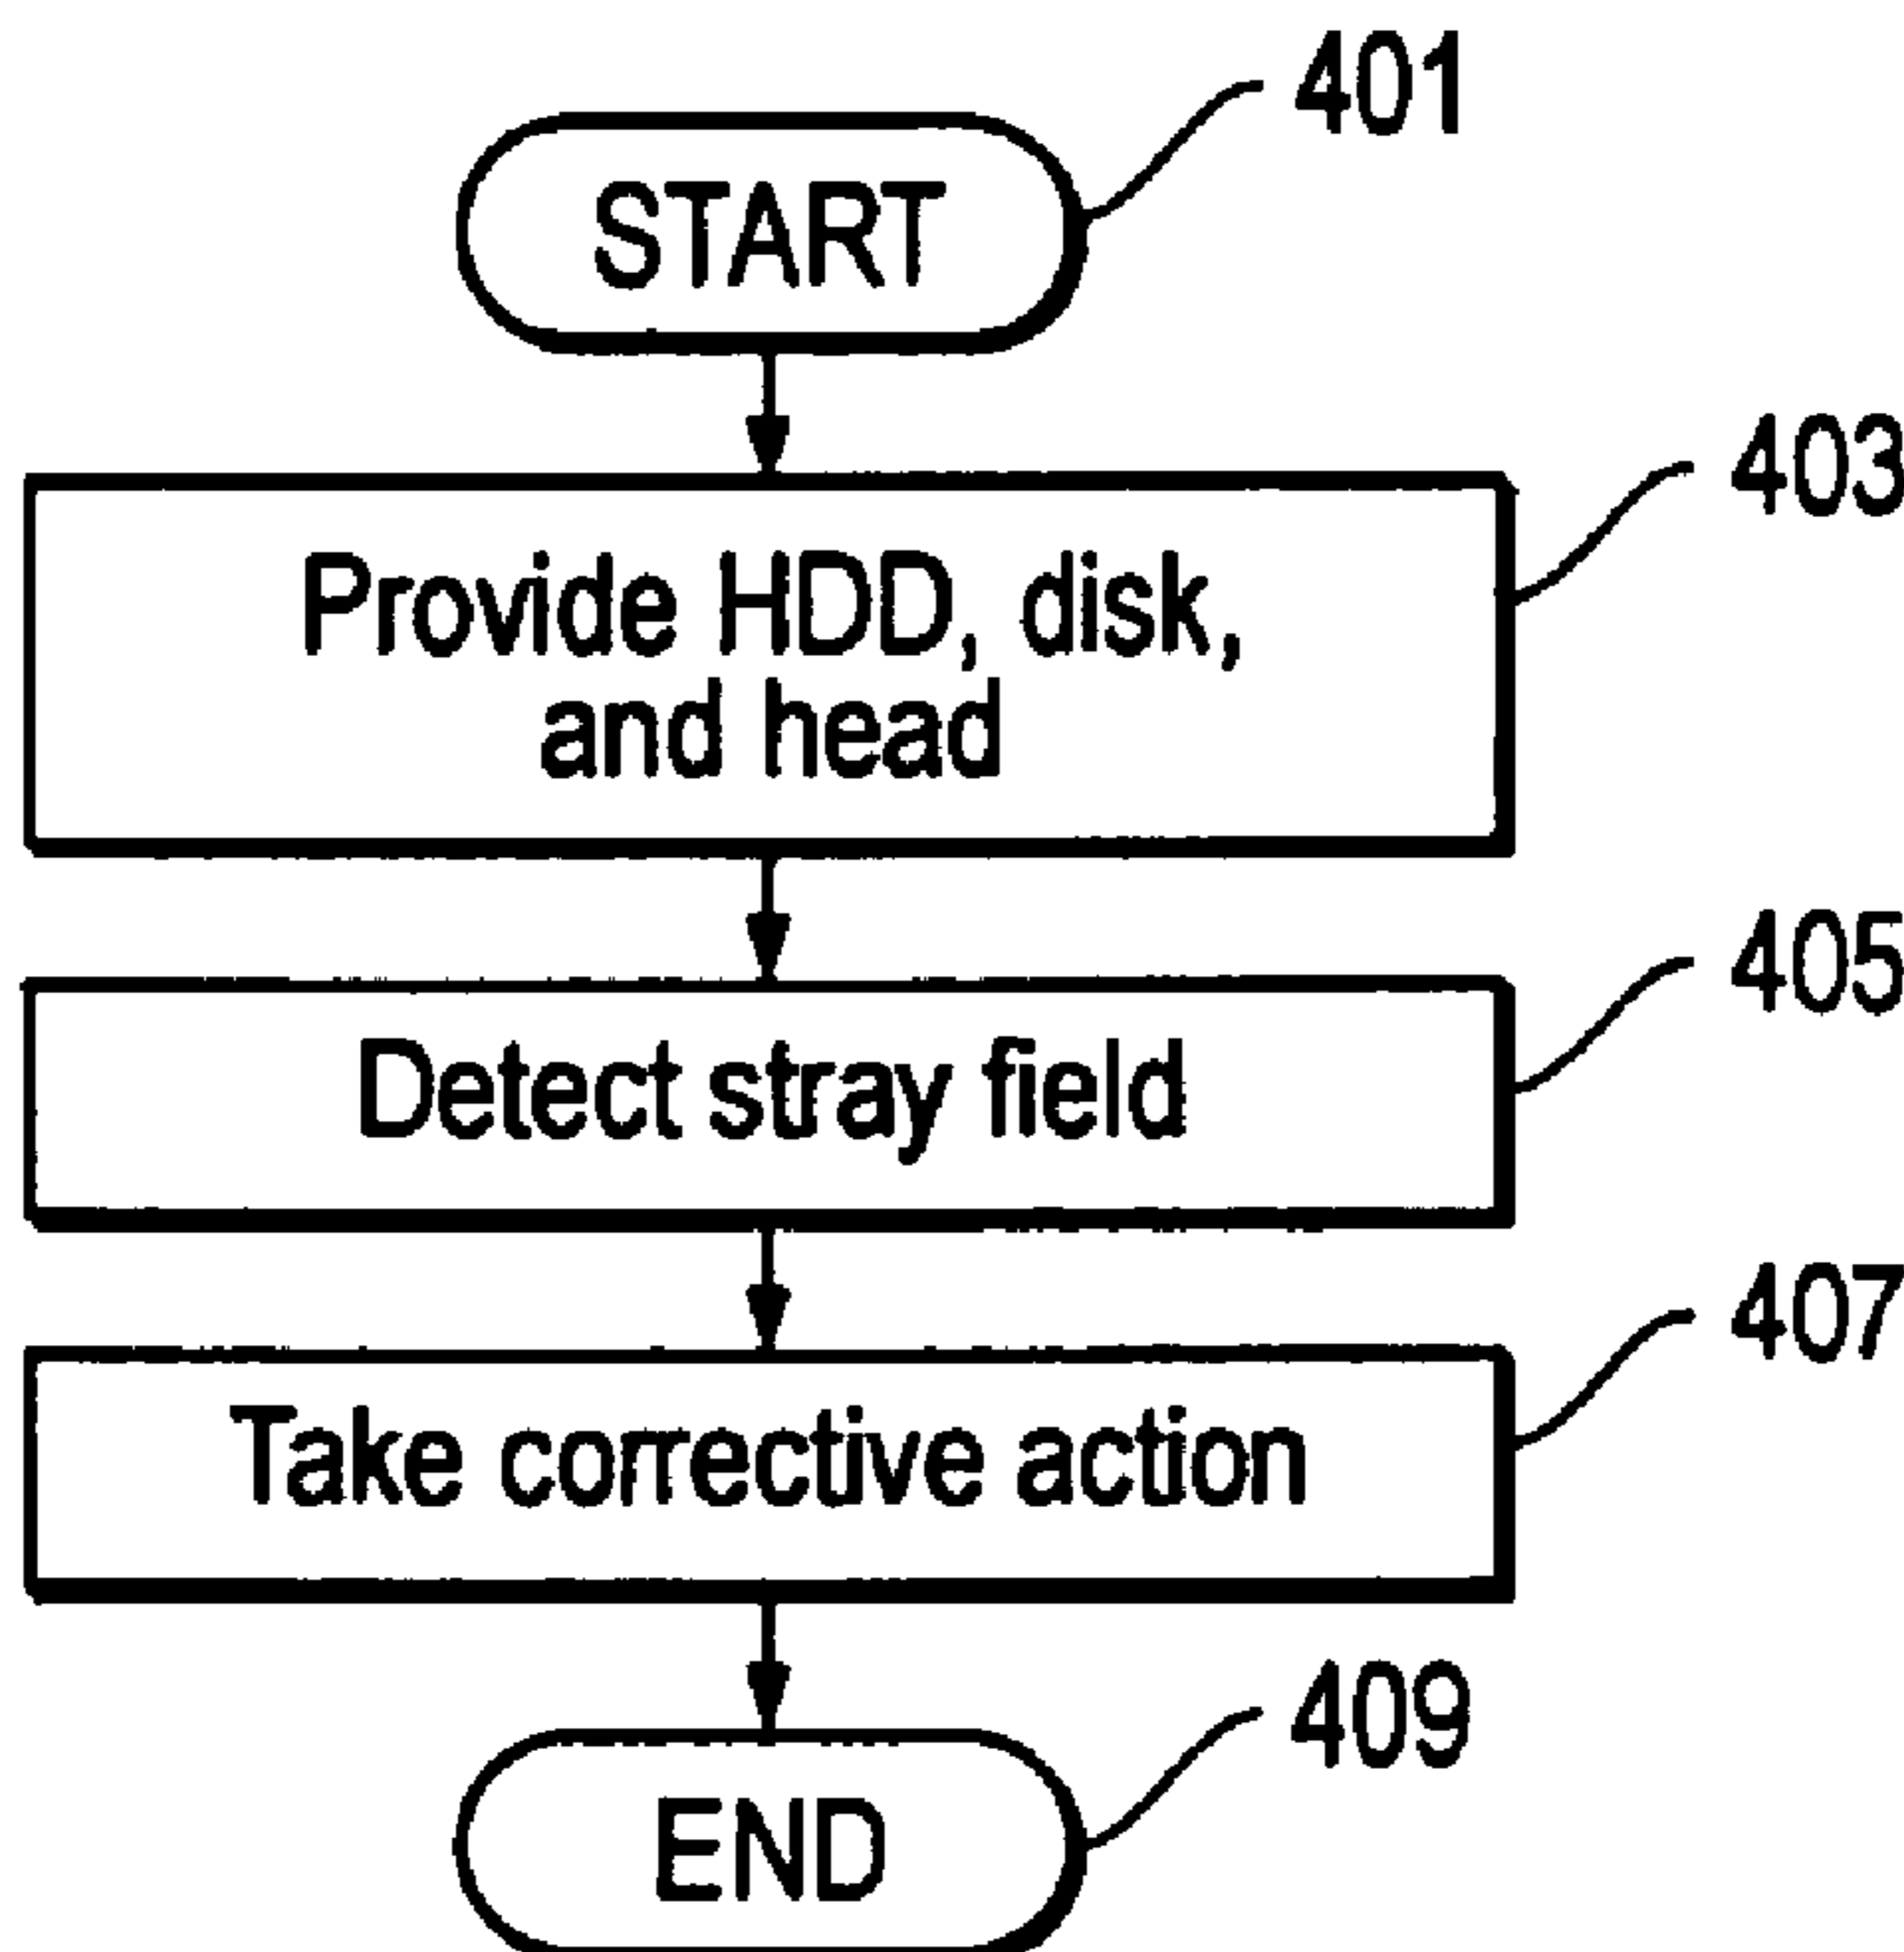 401
START
403
Provide HDD, disk,
and head
405
Detect stray field
407
Take corrective action
409
END